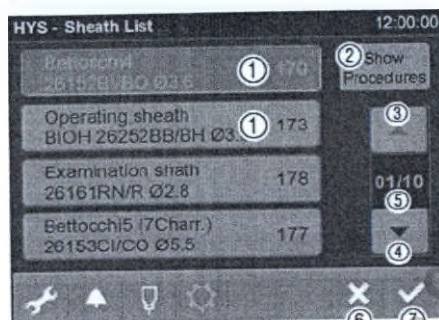 HYS - Sheath List 12:00:00
① 170
② Show
Procedures
Operating sheath
BIOH 26252BB/BH Ø3. ① 173
③
Examination shath
26161RN/R Ø2.8 178
01/10
⑤
Bettocchi5 (7Charr.)
26153CI/CO Ø5.5 177
④
⑥ ⑦